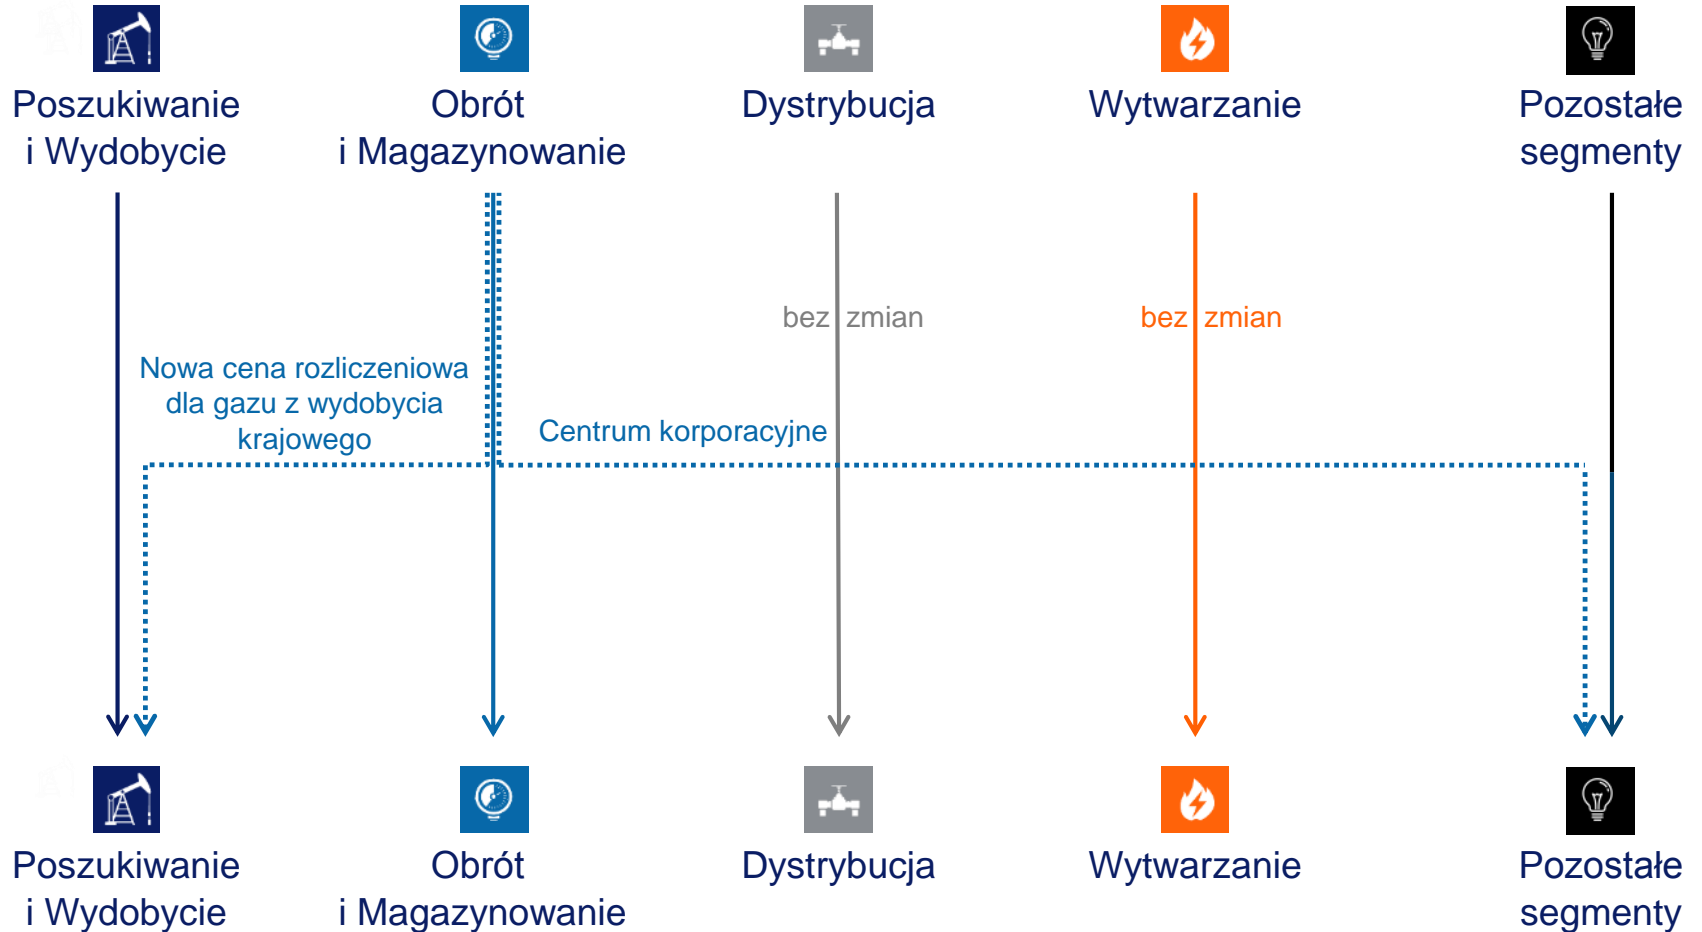 Poszukiwanie
i Wydobycie
Obrót
i Magazynowanie
Dystrybucja
Wytwarzanie
Pozostałe
segmenty
bez zmian
bez zmian
Nowa cena rozliczeniowa
dla gazu z wydobycia
krajowego
Centrum korporacyjne
Poszukiwanie
i Wydobycie
Obrót
i Magazynowanie
Dystrybucja
Wytwarzanie
Pozostałe
segmenty